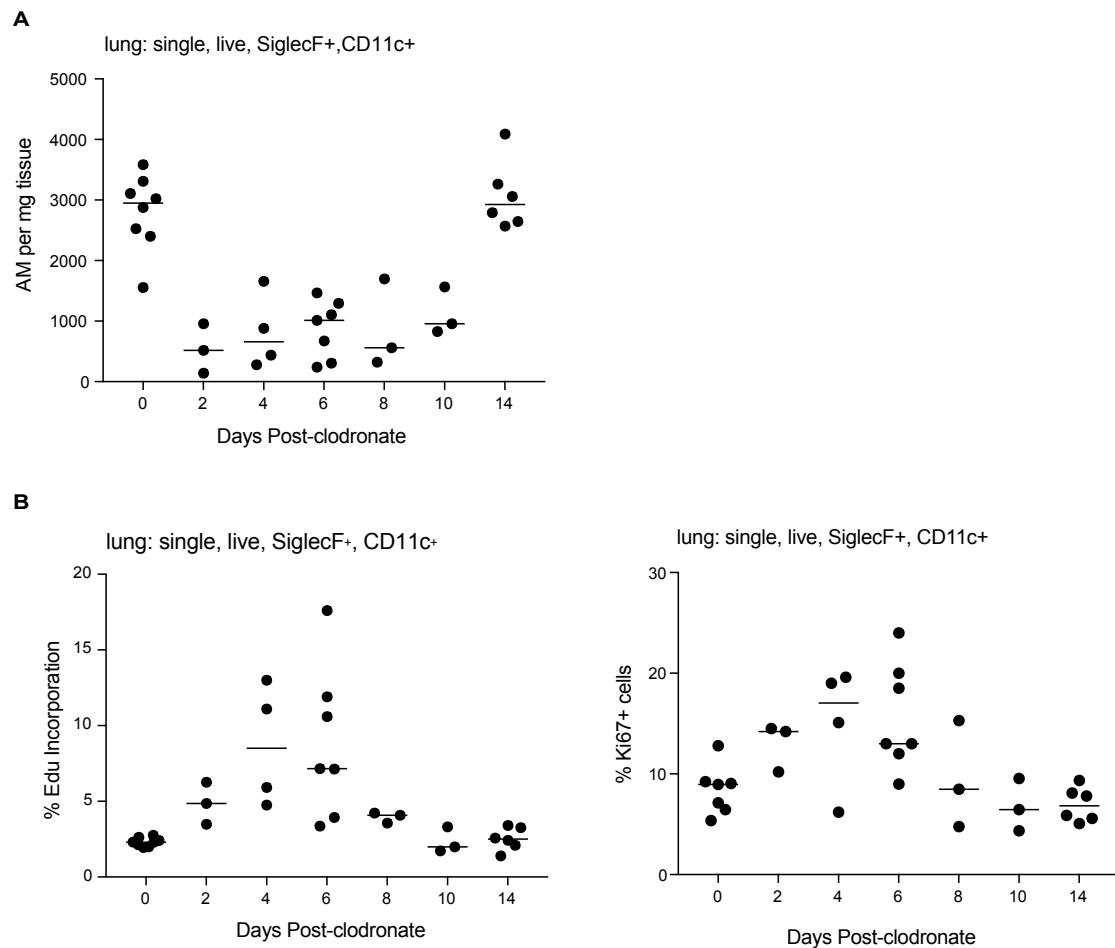 A
lung: single, live, SiglecF+,CD11c+
5000
4000
3000
2000
1000
0
AM per mg tissue
0 2 4 6 8 10 14
Days Post-clodronate
B
lung: single, live, SiglecF+, CD11c+
20
15
10
5
0
% Edu Incorporation
0 2 4 6 8 10 14
Days Post-clodronate
lung: single, live, SiglecF+, CD11c+
30
20
10
0
% Ki67+ cells
0 2 4 6 8 10 14
Days Post-clodronate